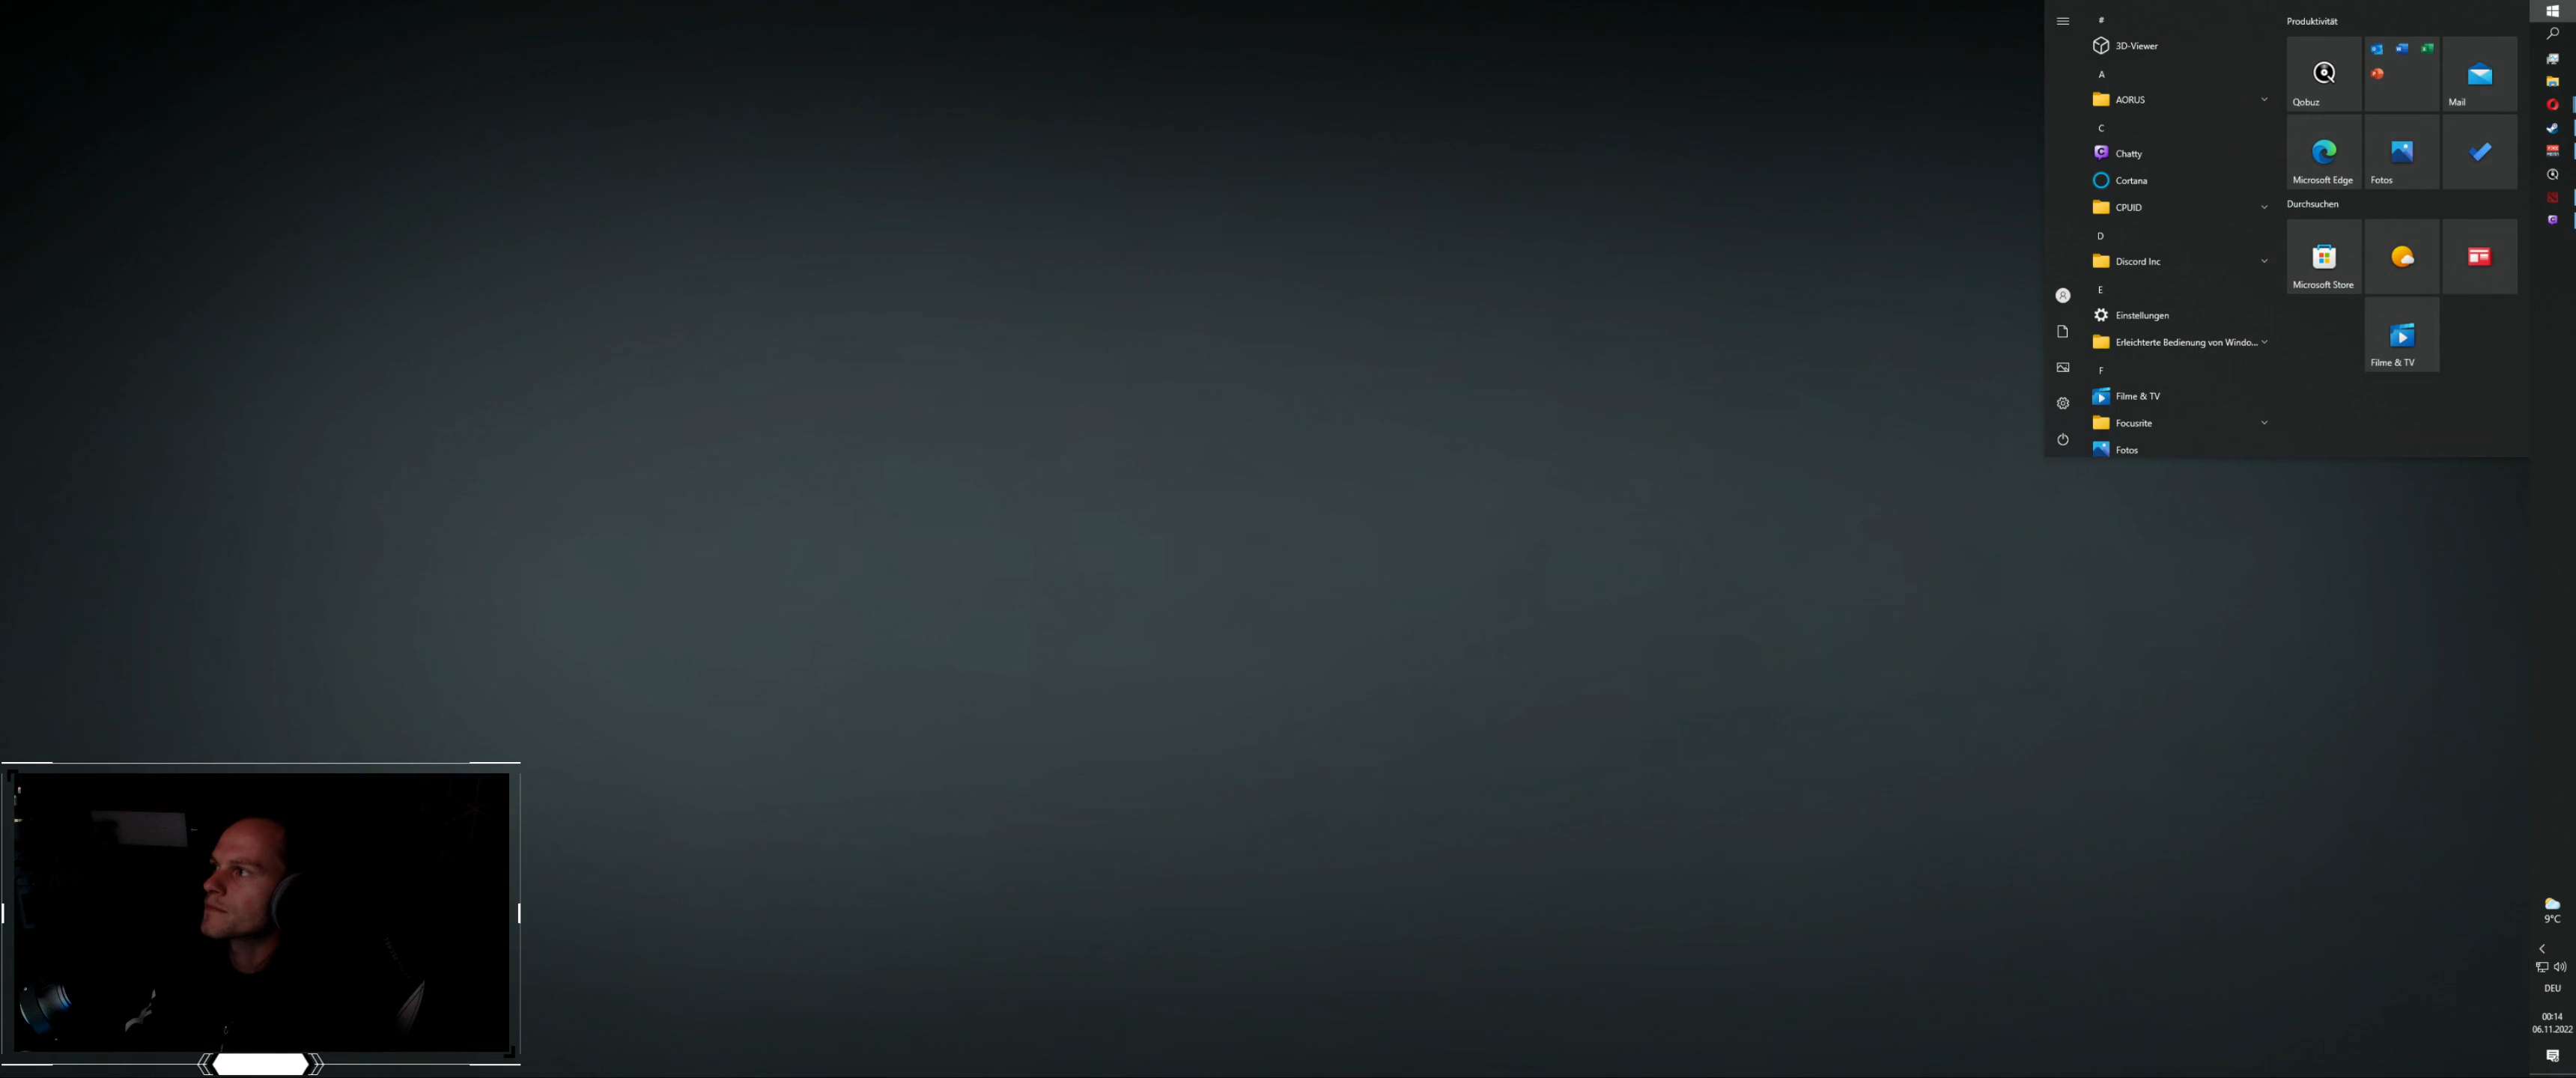 #
3D-Viewer
A
AORUS
C
Chatty
Cortana
CPUID
D
Discord Inc
E
Einstellungen
Erleichterte Bedienung von Windo...
F
Filme & TV
Focusrite
Fotos
Produktivität
Qobuz
Mail
Microsoft Edge
Fotos
Durchsuchen
Microsoft Store
Filme & TV
9°C
DEU
00:14
06.11.2022